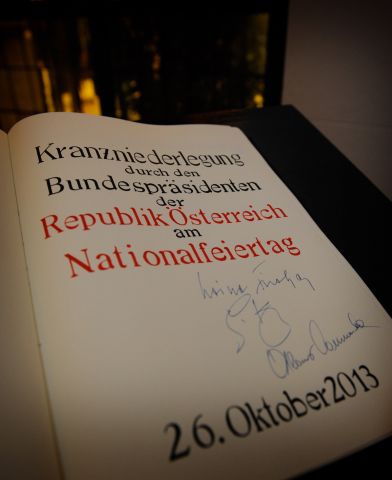 Kranzniederlegung
durch den
Bundespräsidenten
der
Republik Österreich
am
Nationalfeiertag
26. Oktober 2013